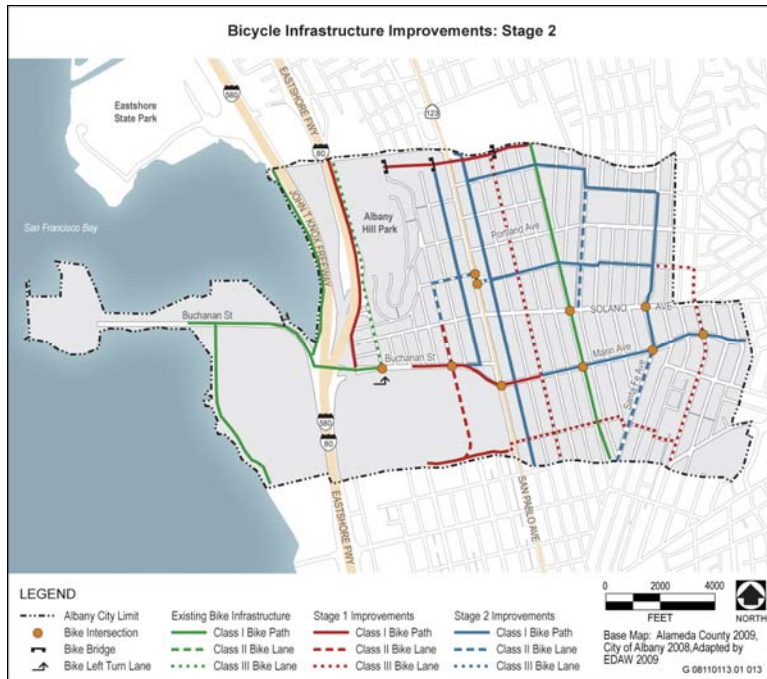 Bicycle Infrastructure Improvements: Stage 2
Eastshore
State Park
580
EASTSHORE FWY
80
123
JOHN T KNOX FREEWAY
Albany
Hill Park
San Francisco Bay
Portland Ave
Buchanan St
SOLANO AVE
Buchanan St
Marin Ave
Santa Fe Ave
580
80
EASTSHORE FWY
SAN PABLO AVE
LEGEND
Albany City Limit
Bike Intersection
Bike Bridge
Bike Left Turn Lane
Existing Bike Infrastructure
Class I Bike Path
Class II Bike Lane
Class III Bike Lane
Stage 1 Improvements
Class I Bike Path
Class II Bike Lane
Class III Bike Lane
Stage 2 Improvements
Class I Bike Path
Class II Bike Lane
Class III Bike Lane
0 2000 4000
FEET
NORTH
Base Map: Alameda County 2009,
City of Albany 2008,Adapted by
EDAW 2009
G 08110113.01 013